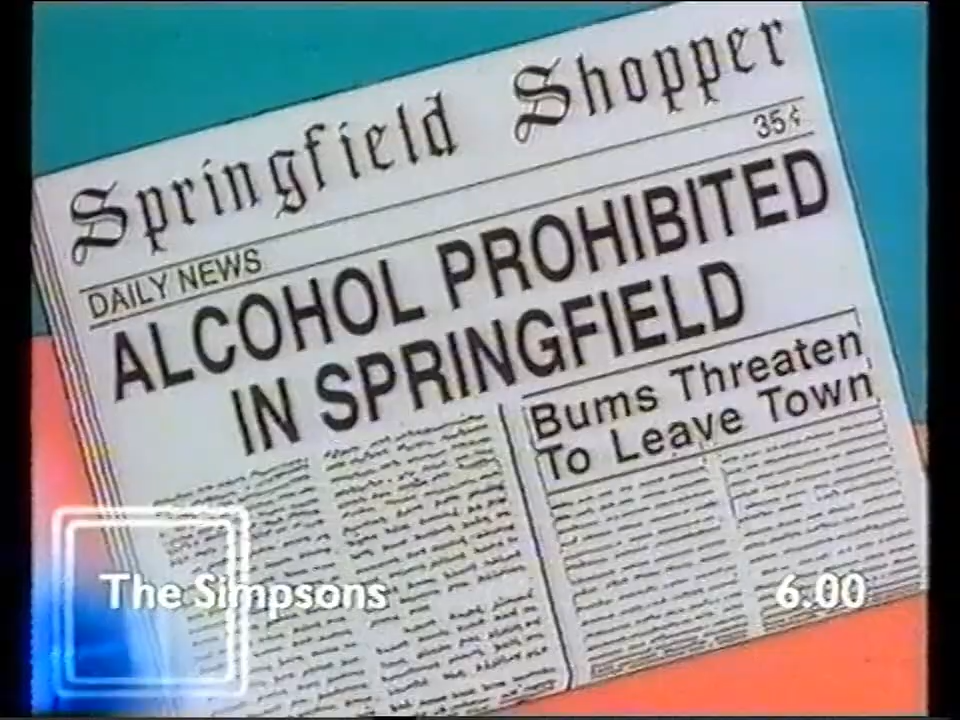 Springfield Shopper
35¢
DAILY NEWS
ALCOHOL PROHIBITED
IN SPRINGFIELD
Bums Threaten
To Leave Town
The Simpsons
6.00